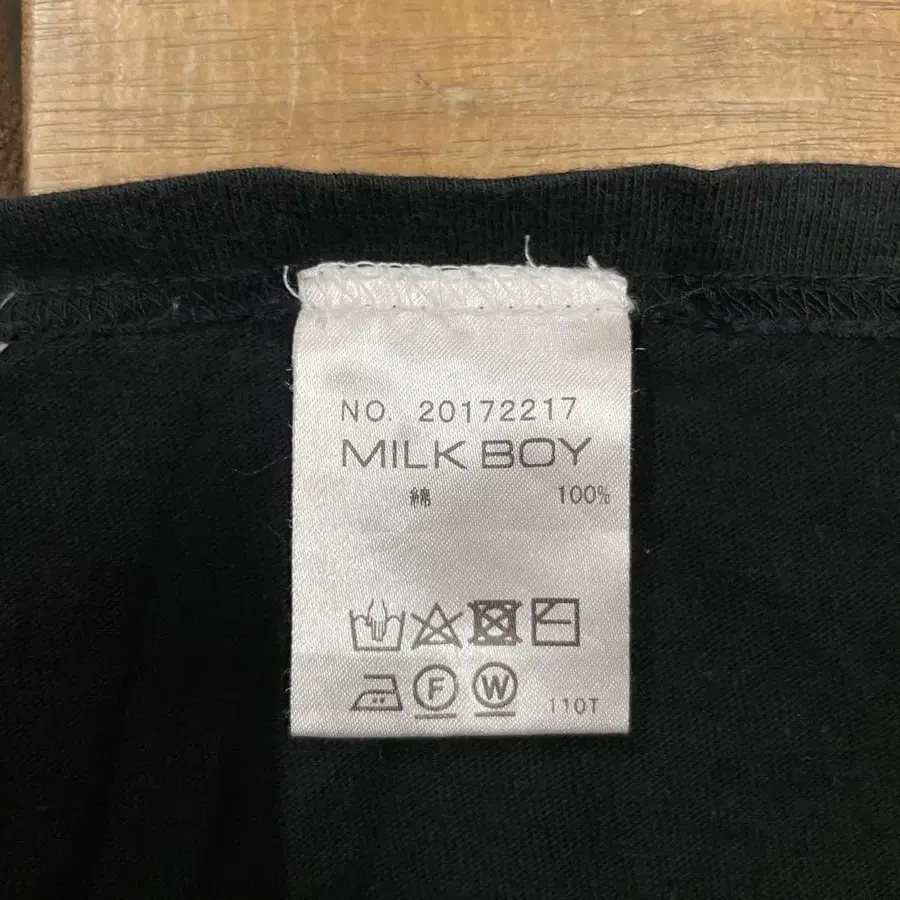 NO. 20172217
MILK BOY
綿 100%
F W 110T